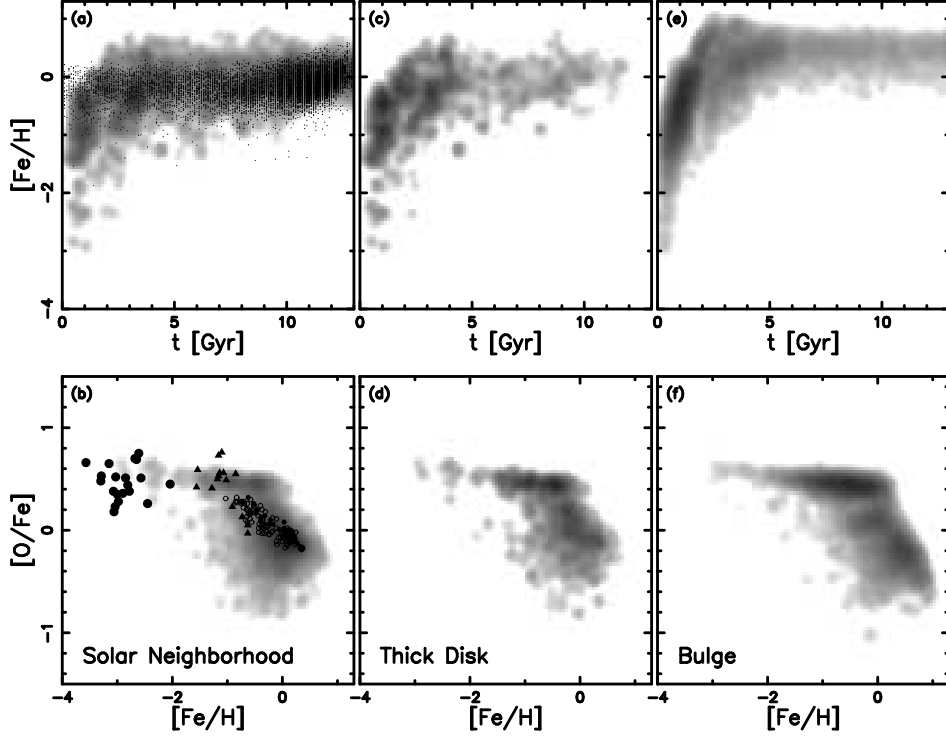 (a)
(c)
(e)
[Fe/H]
0
-2
-4
0
5
10
0
5
10
0
5
10
t [Gyr]
t [Gyr]
t [Gyr]
(b)
(d)
(f)
[O/Fe]
1
0
-1
Solar Neighborhood
Thick Disk
Bulge
-4
-2
0
-4
-2
0
-4
-2
0
[Fe/H]
[Fe/H]
[Fe/H]